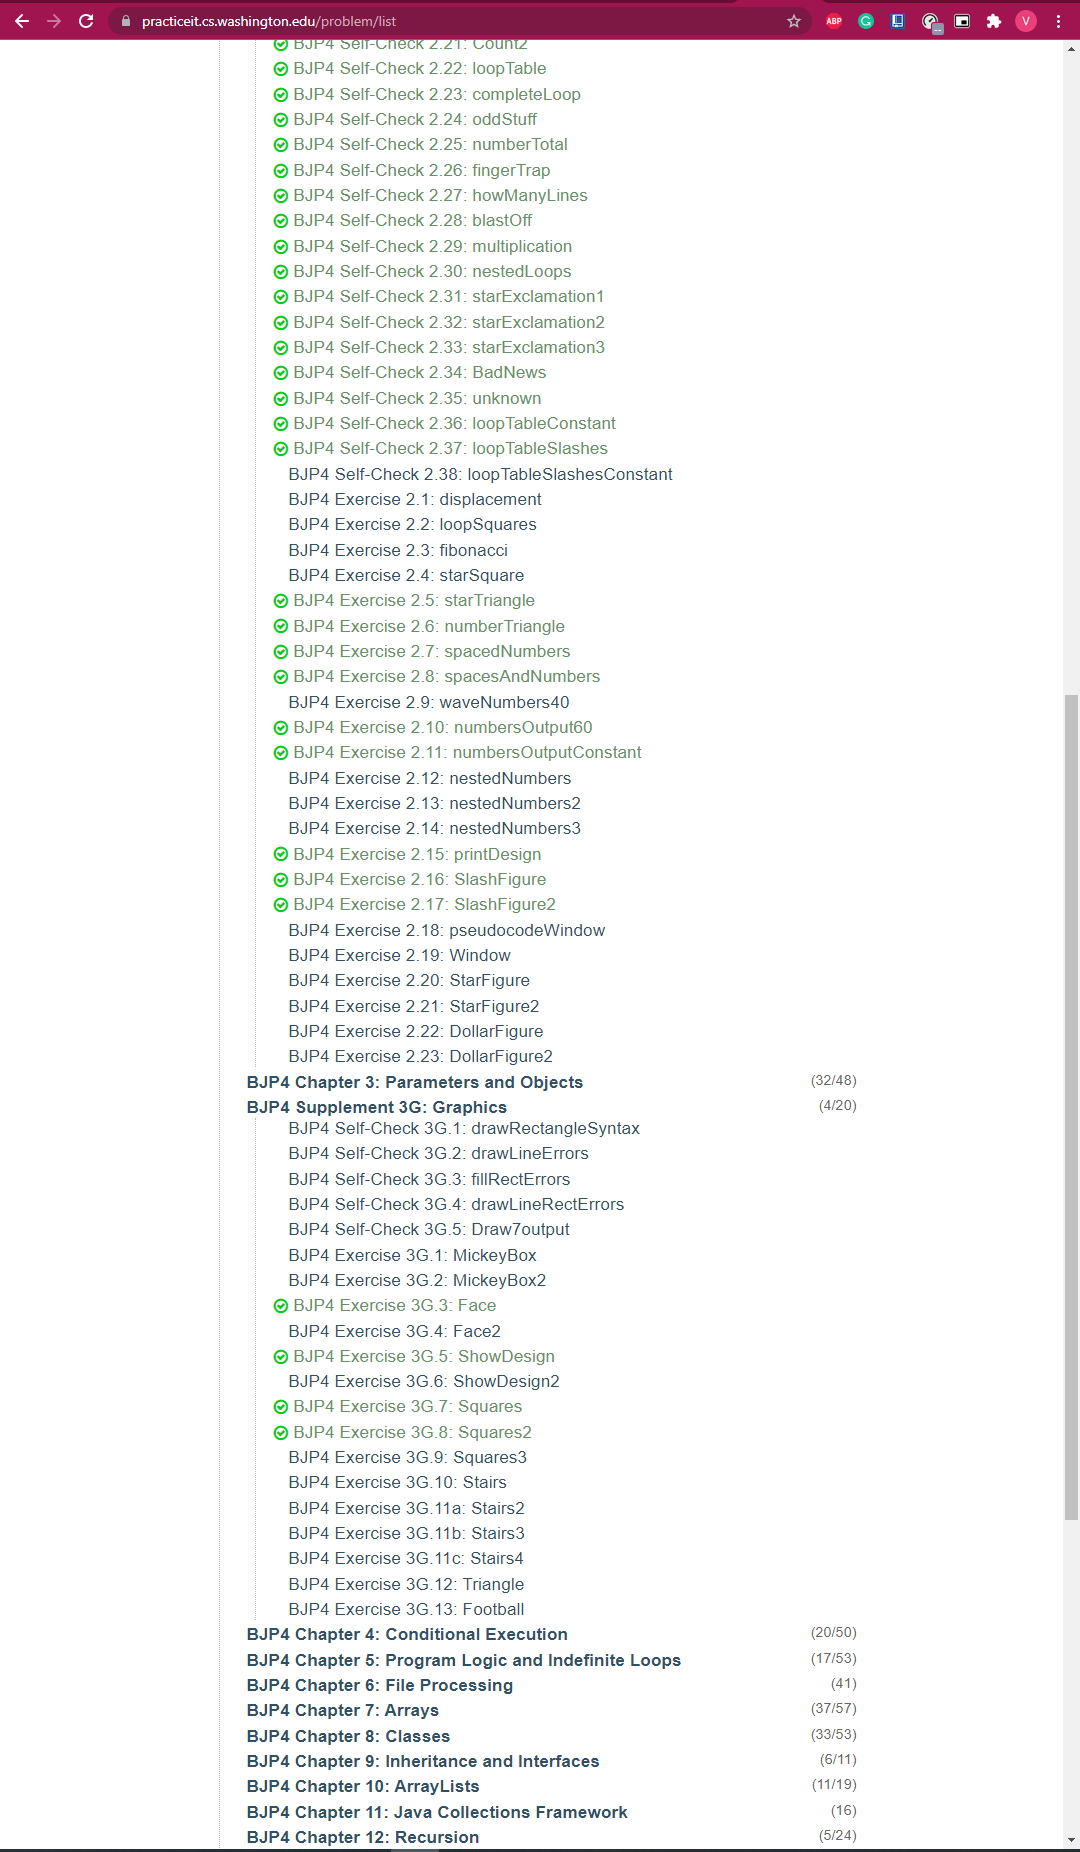 practiceit.cs.washington.edu/problem/list
ABP
G
V
BJP4 Self-Check 2.21: Count2
BJP4 Self-Check 2.22: loopTable
BJP4 Self-Check 2.23: completeLoop
BJP4 Self-Check 2.24: oddStuff
BJP4 Self-Check 2.25: numberTotal
BJP4 Self-Check 2.26: fingerTrap
BJP4 Self-Check 2.27: howManyLines
BJP4 Self-Check 2.28: blastOff
BJP4 Self-Check 2.29: multiplication
BJP4 Self-Check 2.30: nestedLoops
BJP4 Self-Check 2.31: starExclamation1
BJP4 Self-Check 2.32: starExclamation2
BJP4 Self-Check 2.33: starExclamation3
BJP4 Self-Check 2.34: BadNews
BJP4 Self-Check 2.35: unknown
BJP4 Self-Check 2.36: loopTableConstant
BJP4 Self-Check 2.37: loopTableSlashes
BJP4 Self-Check 2.38: loopTableSlashesConstant
BJP4 Exercise 2.1: displacement
BJP4 Exercise 2.2: loopSquares
BJP4 Exercise 2.3: fibonacci
BJP4 Exercise 2.4: starSquare
BJP4 Exercise 2.5: starTriangle
BJP4 Exercise 2.6: numberTriangle
BJP4 Exercise 2.7: spacedNumbers
BJP4 Exercise 2.8: spacesAndNumbers
BJP4 Exercise 2.9: waveNumbers40
BJP4 Exercise 2.10: numbersOutput60
BJP4 Exercise 2.11: numbersOutputConstant
BJP4 Exercise 2.12: nestedNumbers
BJP4 Exercise 2.13: nestedNumbers2
BJP4 Exercise 2.14: nestedNumbers3
BJP4 Exercise 2.15: printDesign
BJP4 Exercise 2.16: SlashFigure
BJP4 Exercise 2.17: SlashFigure2
BJP4 Exercise 2.18: pseudocodeWindow
BJP4 Exercise 2.19: Window
BJP4 Exercise 2.20: StarFigure
BJP4 Exercise 2.21: StarFigure2
BJP4 Exercise 2.22: DollarFigure
BJP4 Exercise 2.23: DollarFigure2
BJP4 Chapter 3: Parameters and Objects (32/48)
BJP4 Supplement 3G: Graphics (4/20)
BJP4 Self-Check 3G.1: drawRectangleSyntax
BJP4 Self-Check 3G.2: drawLineErrors
BJP4 Self-Check 3G.3: fillRectErrors
BJP4 Self-Check 3G.4: drawLineRectErrors
BJP4 Self-Check 3G.5: Draw7output
BJP4 Exercise 3G.1: MickeyBox
BJP4 Exercise 3G.2: MickeyBox2
BJP4 Exercise 3G.3: Face
BJP4 Exercise 3G.4: Face2
BJP4 Exercise 3G.5: ShowDesign
BJP4 Exercise 3G.6: ShowDesign2
BJP4 Exercise 3G.7: Squares
BJP4 Exercise 3G.8: Squares2
BJP4 Exercise 3G.9: Squares3
BJP4 Exercise 3G.10: Stairs
BJP4 Exercise 3G.11a: Stairs2
BJP4 Exercise 3G.11b: Stairs3
BJP4 Exercise 3G.11c: Stairs4
BJP4 Exercise 3G.12: Triangle
BJP4 Exercise 3G.13: Football
BJP4 Chapter 4: Conditional Execution (20/50)
BJP4 Chapter 5: Program Logic and Indefinite Loops (17/53)
BJP4 Chapter 6: File Processing (41)
BJP4 Chapter 7: Arrays (37/57)
BJP4 Chapter 8: Classes (33/53)
BJP4 Chapter 9: Inheritance and Interfaces (6/11)
BJP4 Chapter 10: ArrayLists (11/19)
BJP4 Chapter 11: Java Collections Framework (16)
BJP4 Chapter 12: Recursion (5/24)